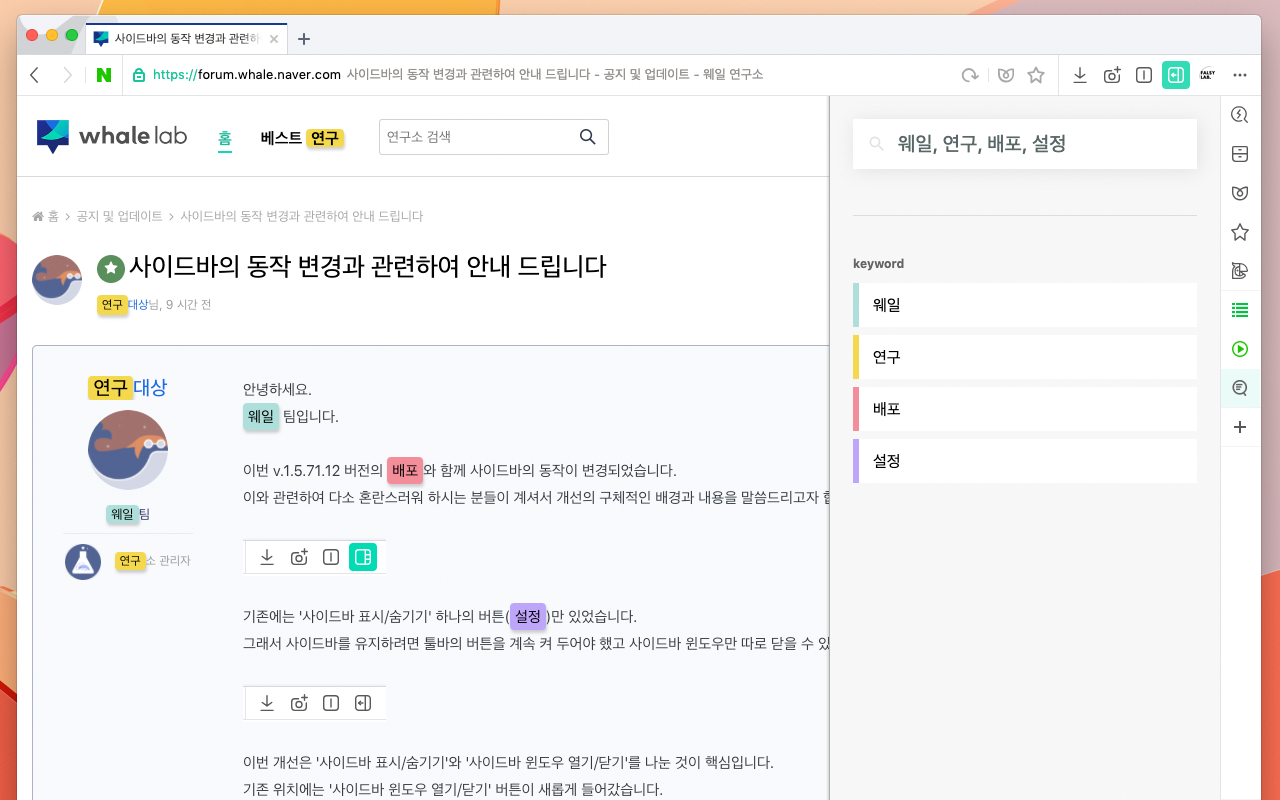 사이드바의 동작 변경과 관련하
N
https://forum.whale.naver.com 사이드바의 동작 변경과 관련하여 안내 드립니다 - 공지 및 업데이트 - 웨일 연구소
FALSY LAB.
whale lab
홈
베스트 연구
연구소 검색
홈 > 공지 및 업데이트 > 사이드바의 동작 변경과 관련하여 안내 드립니다
사이드바의 동작 변경과 관련하여 안내 드립니다
연구대상님, 9 시간 전
연구대상
웨일팀
연구소 관리자
안녕하세요.
웨일 팀입니다.
이번 v.1.5.71.12 버전의 배포와 함께 사이드바의 동작이 변경되었습니다.
이와 관련하여 다소 혼란스러워 하시는 분들이 계셔서 개선의 구체적인 배경과 내용을 말씀드리고자
기존에는 '사이드바 표시/숨기기' 하나의 버튼(설정)만 있었습니다.
그래서 사이드바를 유지하려면 툴바의 버튼을 계속 켜 두어야 했고 사이드바 윈도우만 따로 닫을 수
이번 개선은 '사이드바 표시/숨기기'와 '사이드바 윈도우 열기/닫기'를 나눈 것이 핵심입니다.
기존 위치에는 '사이드바 윈도우 열기/닫기' 버튼이 새롭게 들어갔습니다.
웨일, 연구, 배포, 설정
keyword
웨일
연구
배포
설정